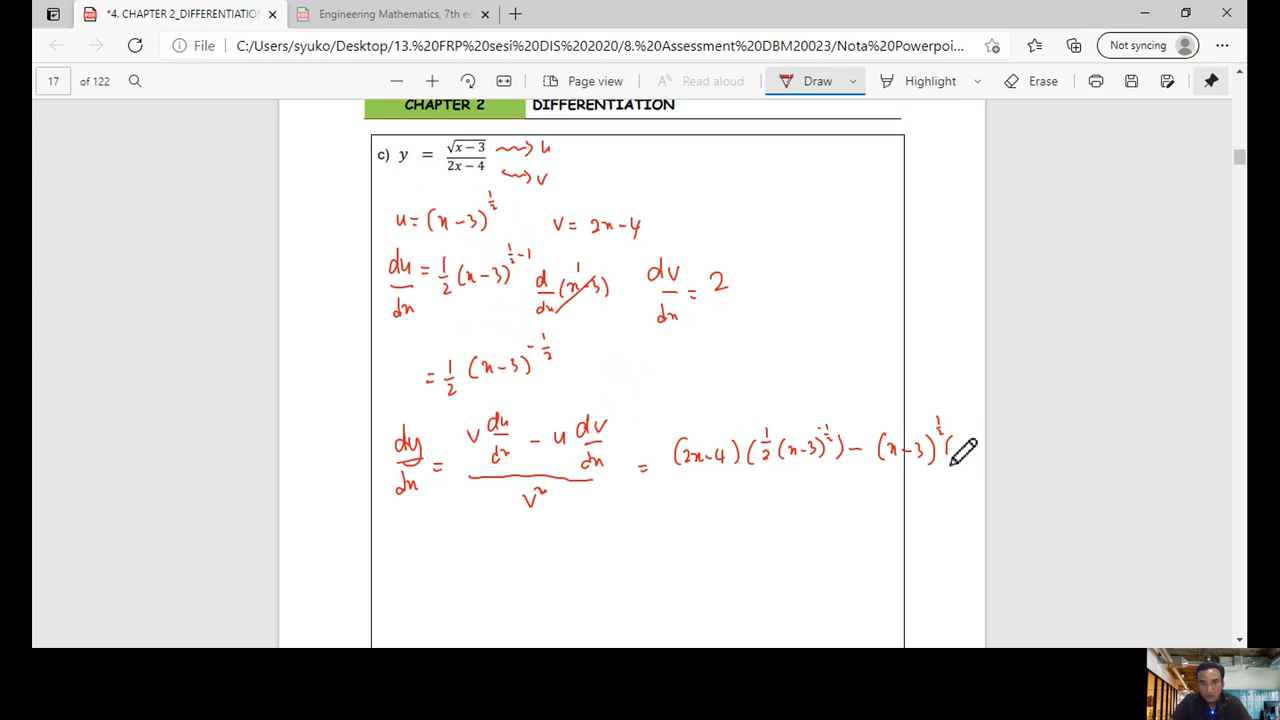 *4. CHAPTER 2_DIFFERENTIATIO
Engineering Mathematics, 7th ed
File C:/Users/syuko/Desktop/13.%20FRP%20sesi%20DIS%202020/8.%20Assessment%20DBM20023/Nota%20Powerpoi... Not syncing
17 of 122 Page view Read aloud Draw Highlight Erase
CHAPTER 2 DIFFERENTIATION
c) y = √(x − 3) / (2x − 4) → u → v
u = (x − 3)^(1/2) v = 2x − 4
du/dx = 1/2 (x − 3)^(1/2 − 1) d/dx (x − 3) 1 dv/dx = 2
= 1/2 (x − 3)^(−1/2)
dy/dx = (v du/dx − u dv/dx) / v² = (2x − 4)(1/2 (x − 3)^(−1/2)) − (x − 3)^(1/2) (